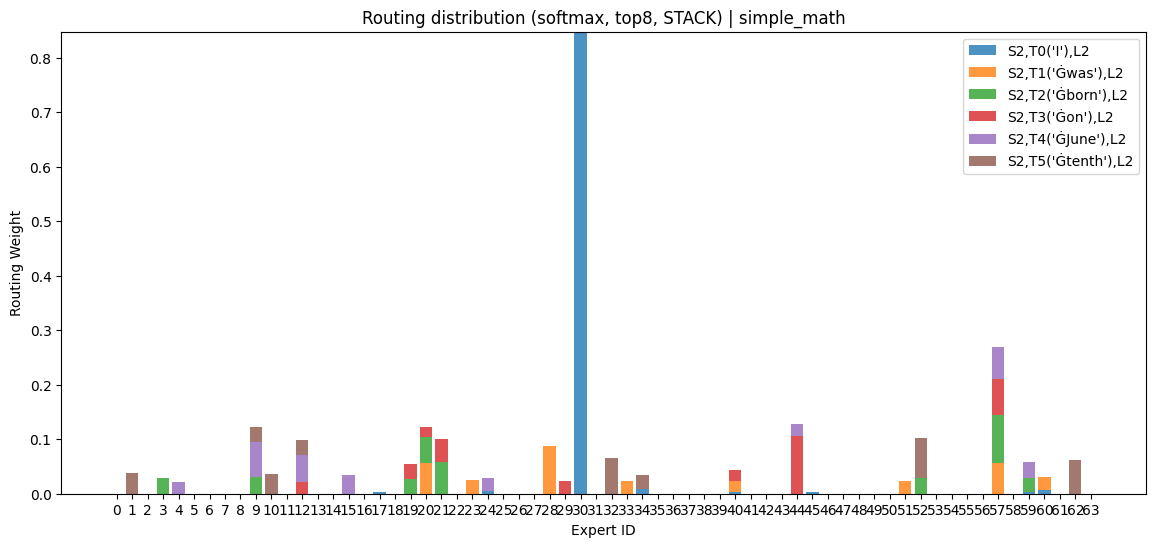 Routing distribution (softmax, top8, STACK) | simple_math
S2,T0('I'),L2
S2,T1('Ġwas'),L2
S2,T2('Ġborn'),L2
S2,T3('Ġon'),L2
S2,T4('ĠJune'),L2
S2,T5('Ġtenth'),L2
0.8
0.7
0.6
0.5
0.4
0.3
0.2
0.1
0.0
Routing Weight
0 1 2 3 4 5 6 7 8 9 10 11 12 13 14 15 16 17 18 19 20 21 22 23 24 25 26 27 28 29 30 31 32 33 34 35 36 37 38 39 40 41 42 43 44 45 46 47 48 49 50 51 52 53 54 55 56 57 58 59 60 61 62 63
Expert ID